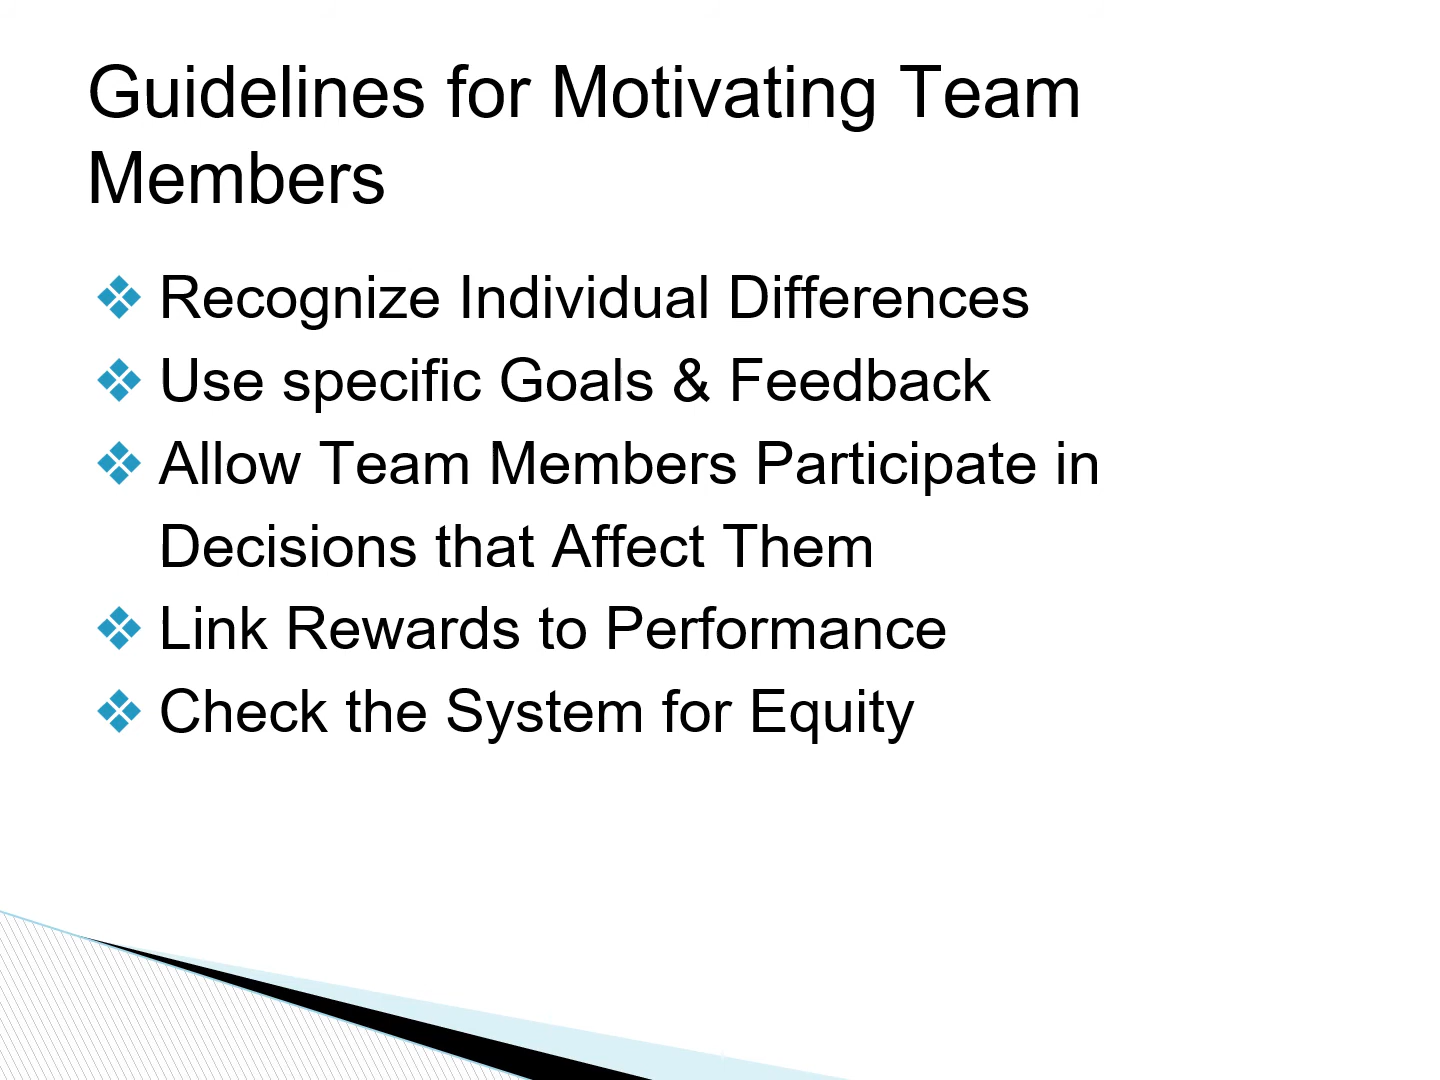 Guidelines for Motivating Team
Members
❖ Recognize Individual Differences
❖ Use specific Goals & Feedback
❖ Allow Team Members Participate in
Decisions that Affect Them
❖ Link Rewards to Performance
❖ Check the System for Equity